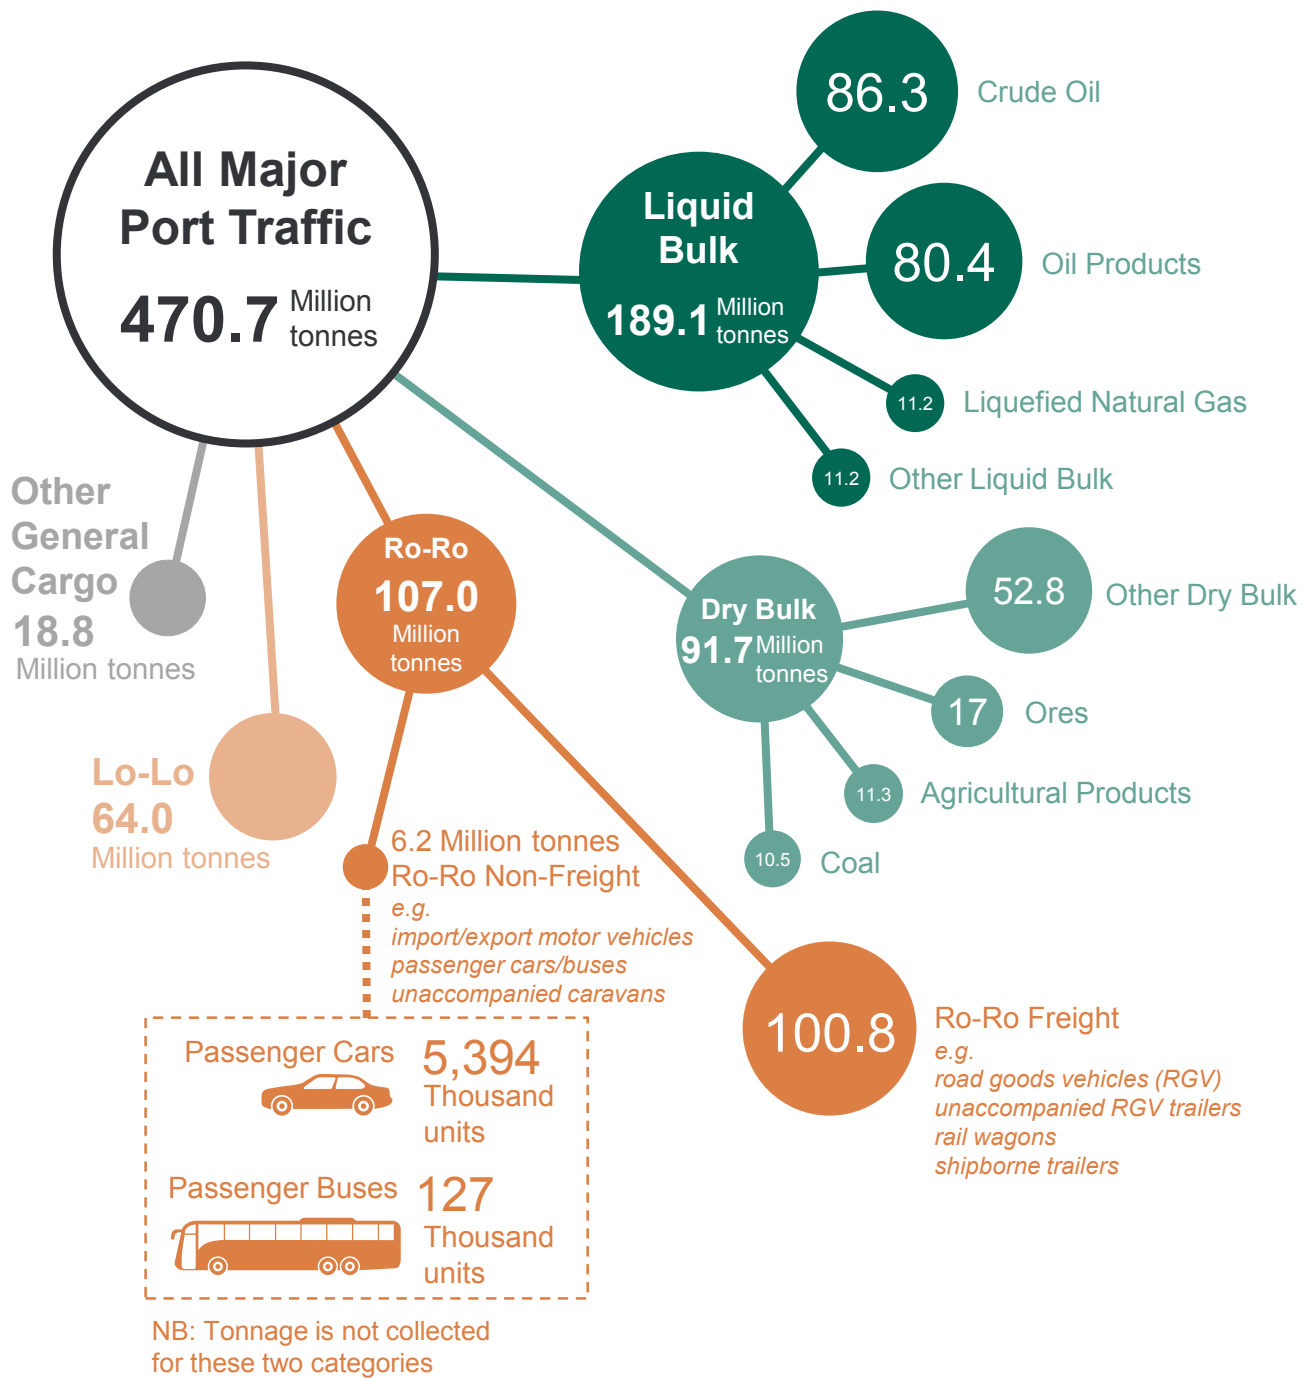 All Major
Port Traffic
470.7 Million
tonnes
Liquid
Bulk
189.1 Million
tonnes
86.3
Crude Oil
80.4
Oil Products
11.2
Liquefied Natural Gas
11.2
Other Liquid Bulk
Other
General
Cargo
18.8
Million tonnes
Lo-Lo
64.0
Million tonnes
Ro-Ro
107.0
Million
tonnes
Dry Bulk
91.7 Million
tonnes
52.8
Other Dry Bulk
17
Ores
11.3
Agricultural Products
10.5
Coal
6.2 Million tonnes
Ro-Ro Non-Freight
e.g.
import/export motor vehicles
passenger cars/buses
unaccompanied caravans
100.8
Ro-Ro Freight
e.g.
road goods vehicles (RGV)
unaccompanied RGV trailers
rail wagons
shipborne trailers
Passenger Cars
5,394
Thousand
units
Passenger Buses
127
Thousand
units
NB: Tonnage is not collected
for these two categories